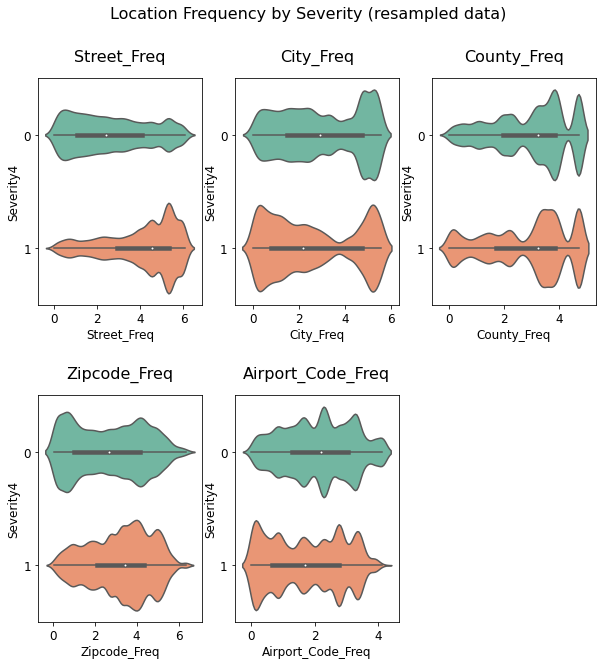 Location Frequency by Severity (resampled data)
Street_Freq
City_Freq
County_Freq
Severity4
0
1
0 2 4 6
Street_Freq
Severity4
0
1
0 2 4 6
City_Freq
Severity4
0
1
0 2 4
County_Freq
Zipcode_Freq
Airport_Code_Freq
Severity4
0
1
0 2 4 6
Zipcode_Freq
Severity4
0
1
0 2 4
Airport_Code_Freq